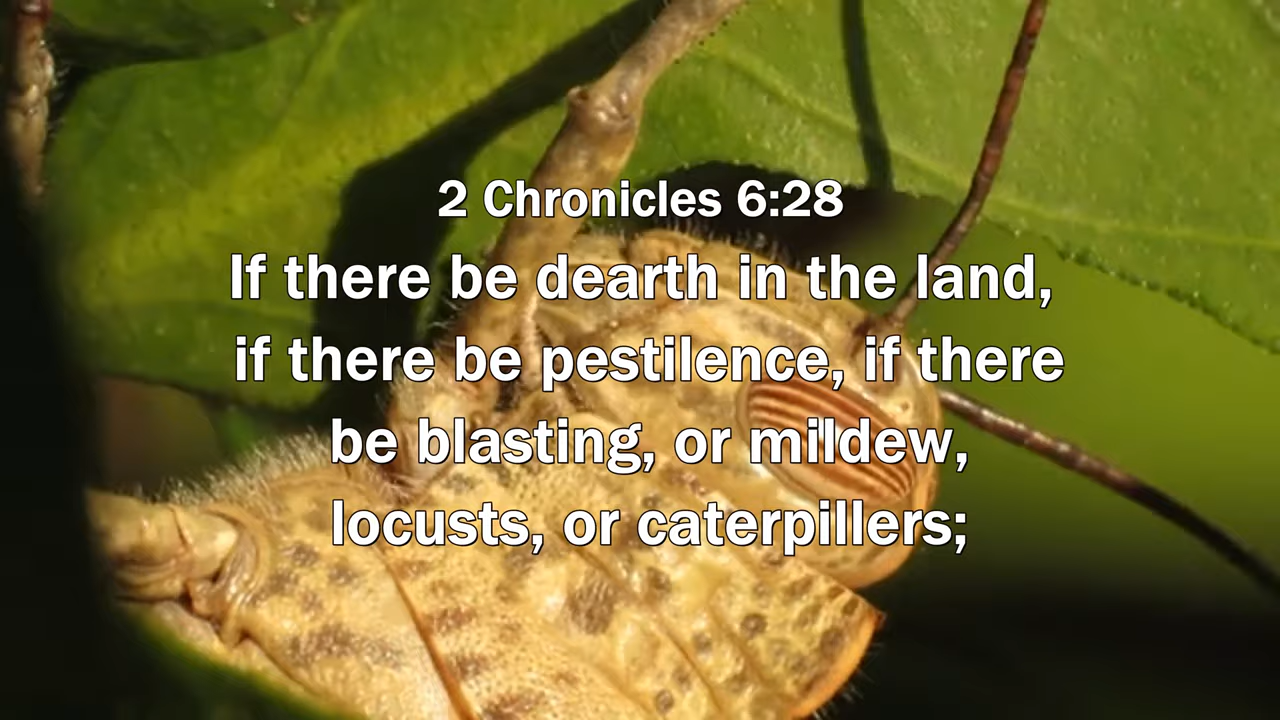 2 Chronicles 6:28
If there be dearth in the land,
if there be pestilence, if there
be blasting, or mildew,
locusts, or caterpillers;